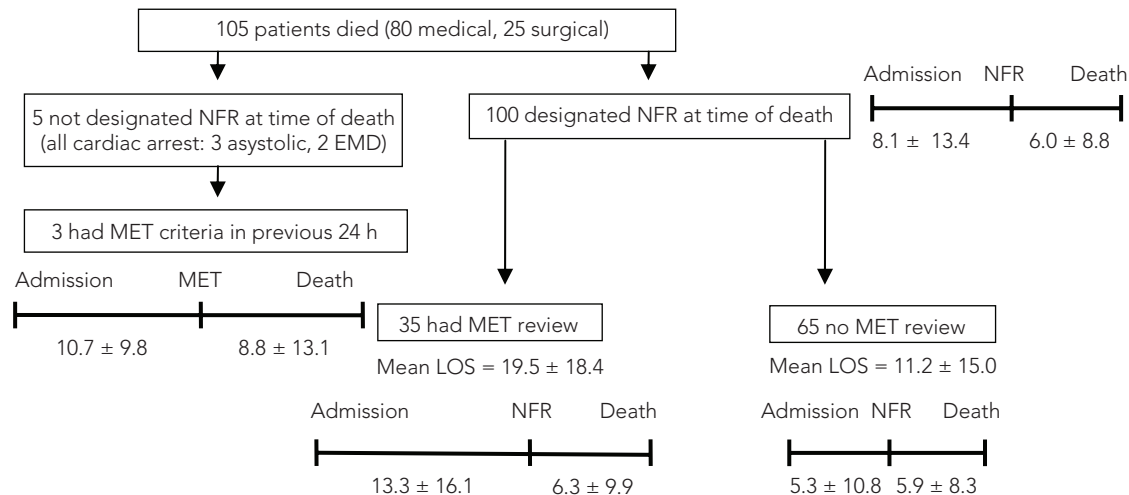 105 patients died (80 medical, 25 surgical)
5 not designated NFR at time of death
(all cardiac arrest: 3 asystolic, 2 EMD)
100 designated NFR at time of death
Admission NFR Death
8.1 ± 13.4 6.0 ± 8.8
3 had MET criteria in previous 24 h
Admission MET Death
10.7 ± 9.8 8.8 ± 13.1
35 had MET review
Mean LOS = 19.5 ± 18.4
Admission NFR Death
13.3 ± 16.1 6.3 ± 9.9
65 no MET review
Mean LOS = 11.2 ± 15.0
Admission NFR Death
5.3 ± 10.8 5.9 ± 8.3